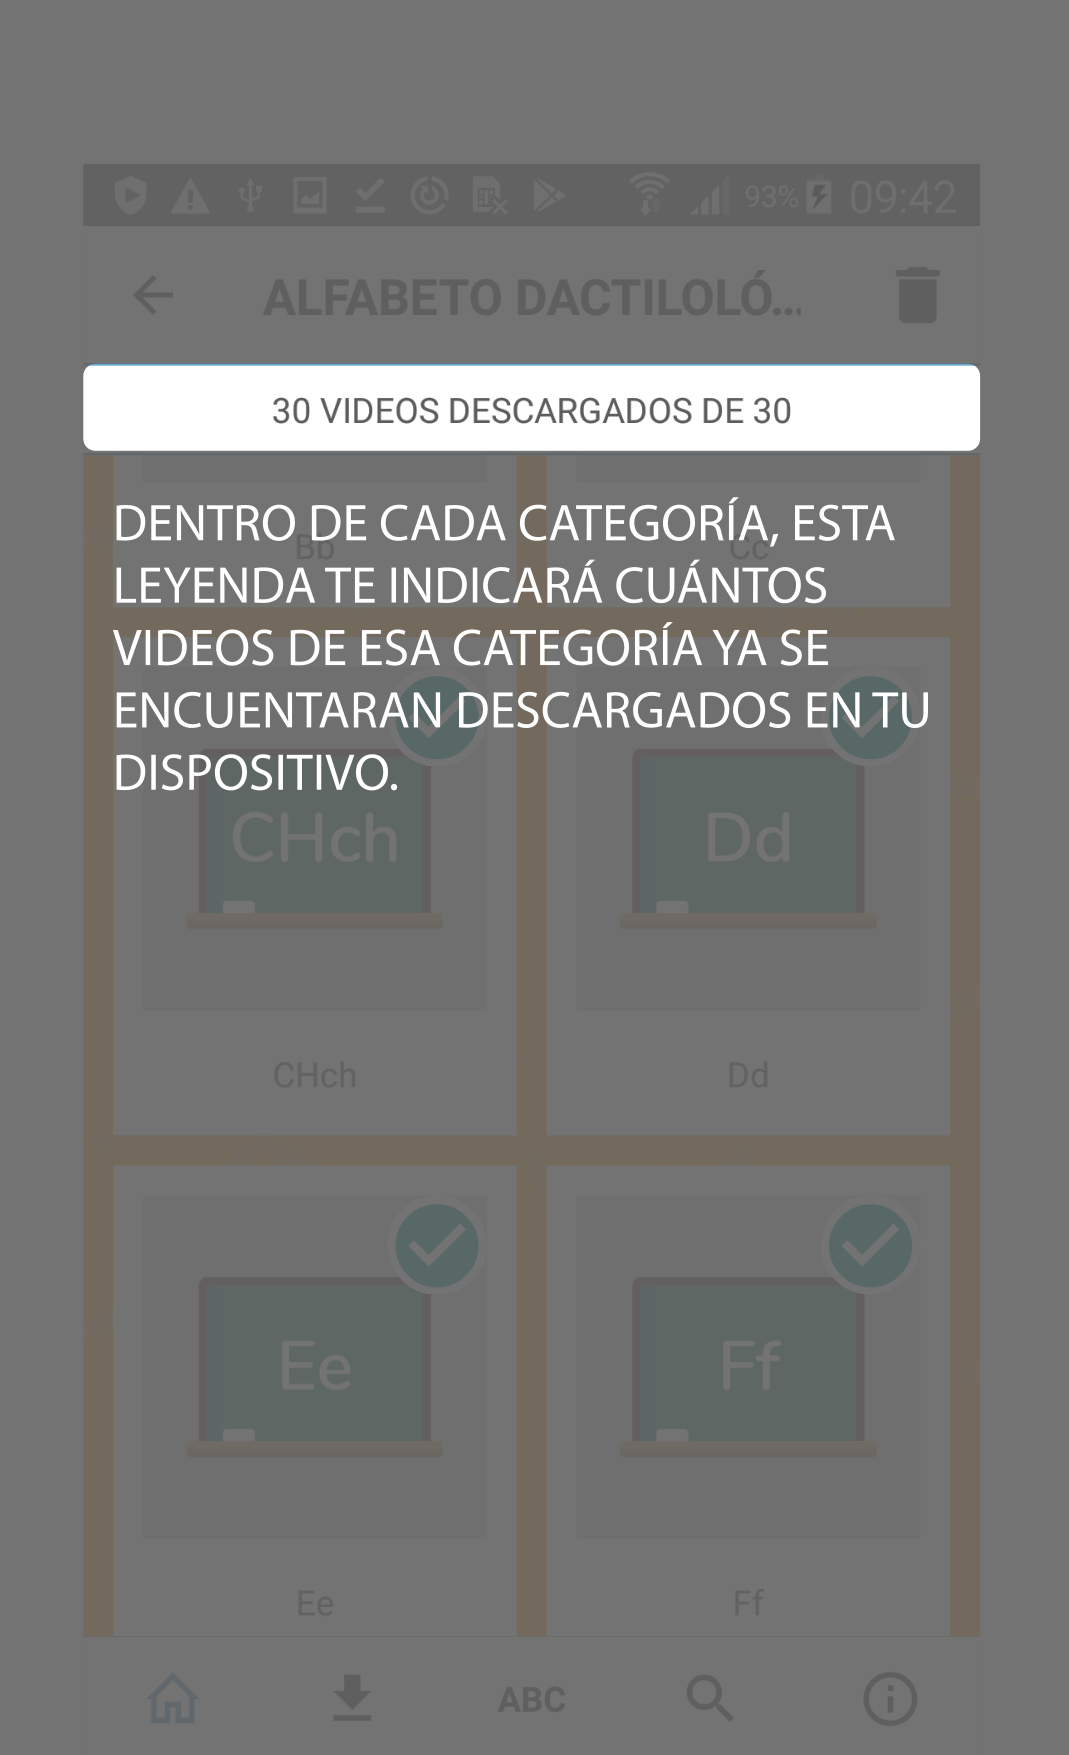 93% 09:42
ALFABETO DACTILOLÓ...
30 VIDEOS DESCARGADOS DE 30
Bb Cc
DENTRO DE CADA CATEGORÍA, ESTA
LEYENDA TE INDICARÁ CUÁNTOS
VIDEOS DE ESA CATEGORÍA YA SE
ENCUENTARAN DESCARGADOS EN TU
DISPOSITIVO.
CHch Dd
CHch Dd
Ee Ff
Ee Ff
ABC